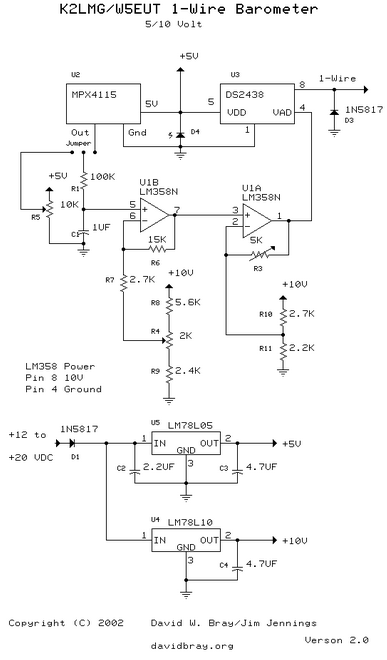 K2LMG/W5EUT 1-Wire Barometer
5/10 Volt
+5V
U2
U3
MPX4115
DS2438
8
1-Wire
5V
5
VDD
VAD
4
1N5817
D3
Out
Gnd
D4
1
Jumper
+5V
R1
100K
U1B
LM358N
U1A
LM358N
R5
10K
5
+
7
3
+
1
6
-
2
-
C1
1UF
15K
R6
5K
R3
R7
2.7K
+10V
R8
5.6K
+10V
R4
2K
R10
2.7K
R11
2.2K
R9
2.4K
LM358 Power
Pin 8 10V
Pin 4 Ground
+12 to
1N5817
U5
LM78L05
1
IN
OUT
2
+5V
+20 VDC
D1
GND
C2
2.2UF
3
C3
4.7UF
U4
LM78L10
1
IN
OUT
2
+10V
GND
3
C4
4.7UF
Copyright (C) 2002
David W. Bray/Jim Jennings
davidbray.org
Verson 2.0